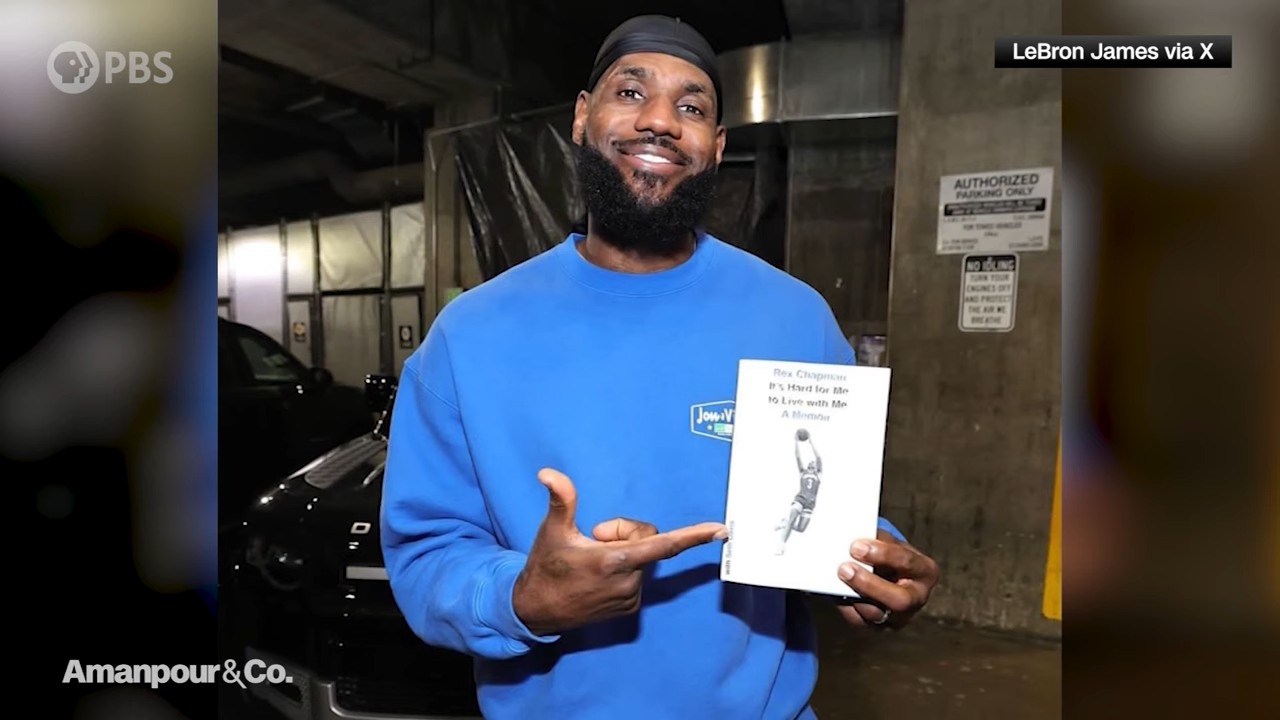 PBS
LeBron James via X
AUTHORIZED
PARKING ONLY
NO IDLING
TURN YOUR
ENGINES OFF
AND PROTECT
THE AIR WE
BREATHE
Rex Chapman
It's Hard for Me
to Live with Me
A Memoir
Amanpour&Co.